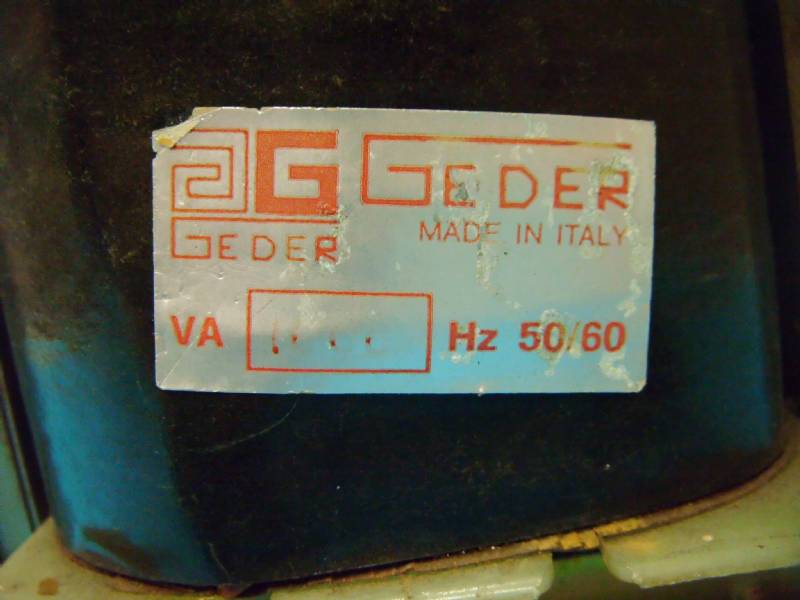 GEDER
MADE IN ITALY
GEDER
VA Hz 50/60